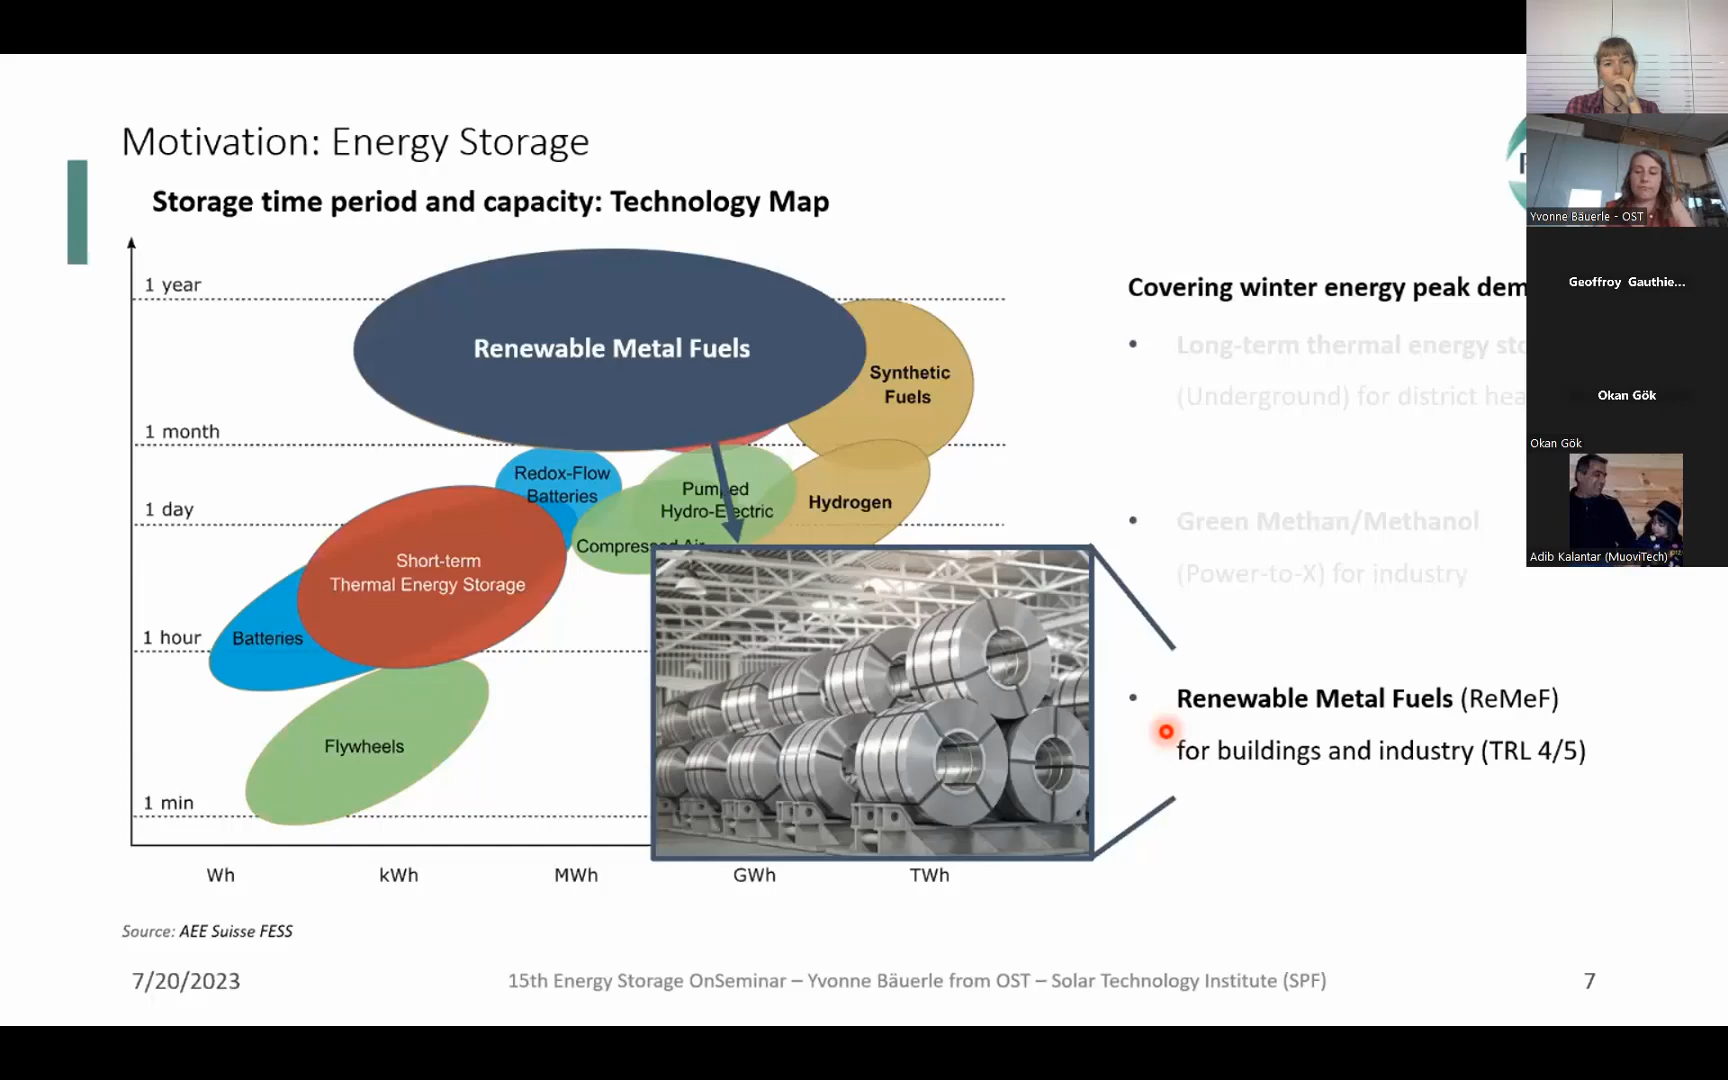 Motivation: Energy Storage
Storage time period and capacity: Technology Map
1 year
1 month
1 day
1 hour
1 min
Renewable Metal Fuels
Synthetic
Fuels
Redox-Flow
Batteries
Pumped
Hydro-Electric
Hydrogen
Compressed Air
Short-term
Thermal Energy Storage
Batteries
Flywheels
Wh
kWh
MWh
GWh
TWh
Covering winter energy peak dem
• Long-term thermal energy sto
(Underground) for district hea
• Green Methan/Methanol
(Power-to-X) for industry
• Renewable Metal Fuels (ReMeF)
for buildings and industry (TRL 4/5)
Source: AEE Suisse FESS
7/20/2023
15th Energy Storage OnSeminar – Yvonne Bäuerle from OST – Solar Technology Institute (SPF)
7
Yvonne Bäuerle - OST
Geoffroy Gauthie...
Okan Gök
Okan Gök
Adib Kalantar (MuoviTech)